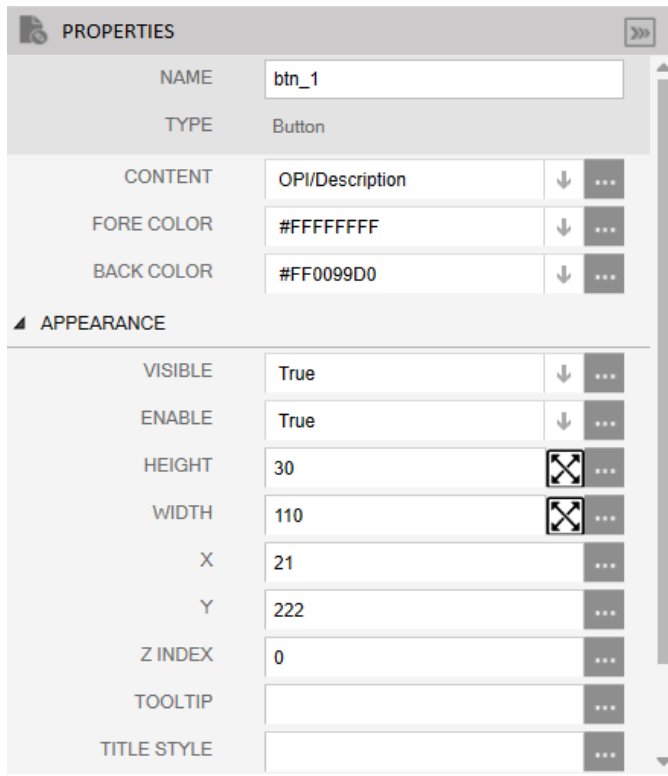 PROPERTIES
NAME btn_1
TYPE Button
CONTENT OPI/Description
FORE COLOR #FFFFFFFF
BACK COLOR #FF0099D0
APPEARANCE
VISIBLE True
ENABLE True
HEIGHT 30
WIDTH 110
X 21
Y 222
Z INDEX 0
TOOLTIP
TITLE STYLE